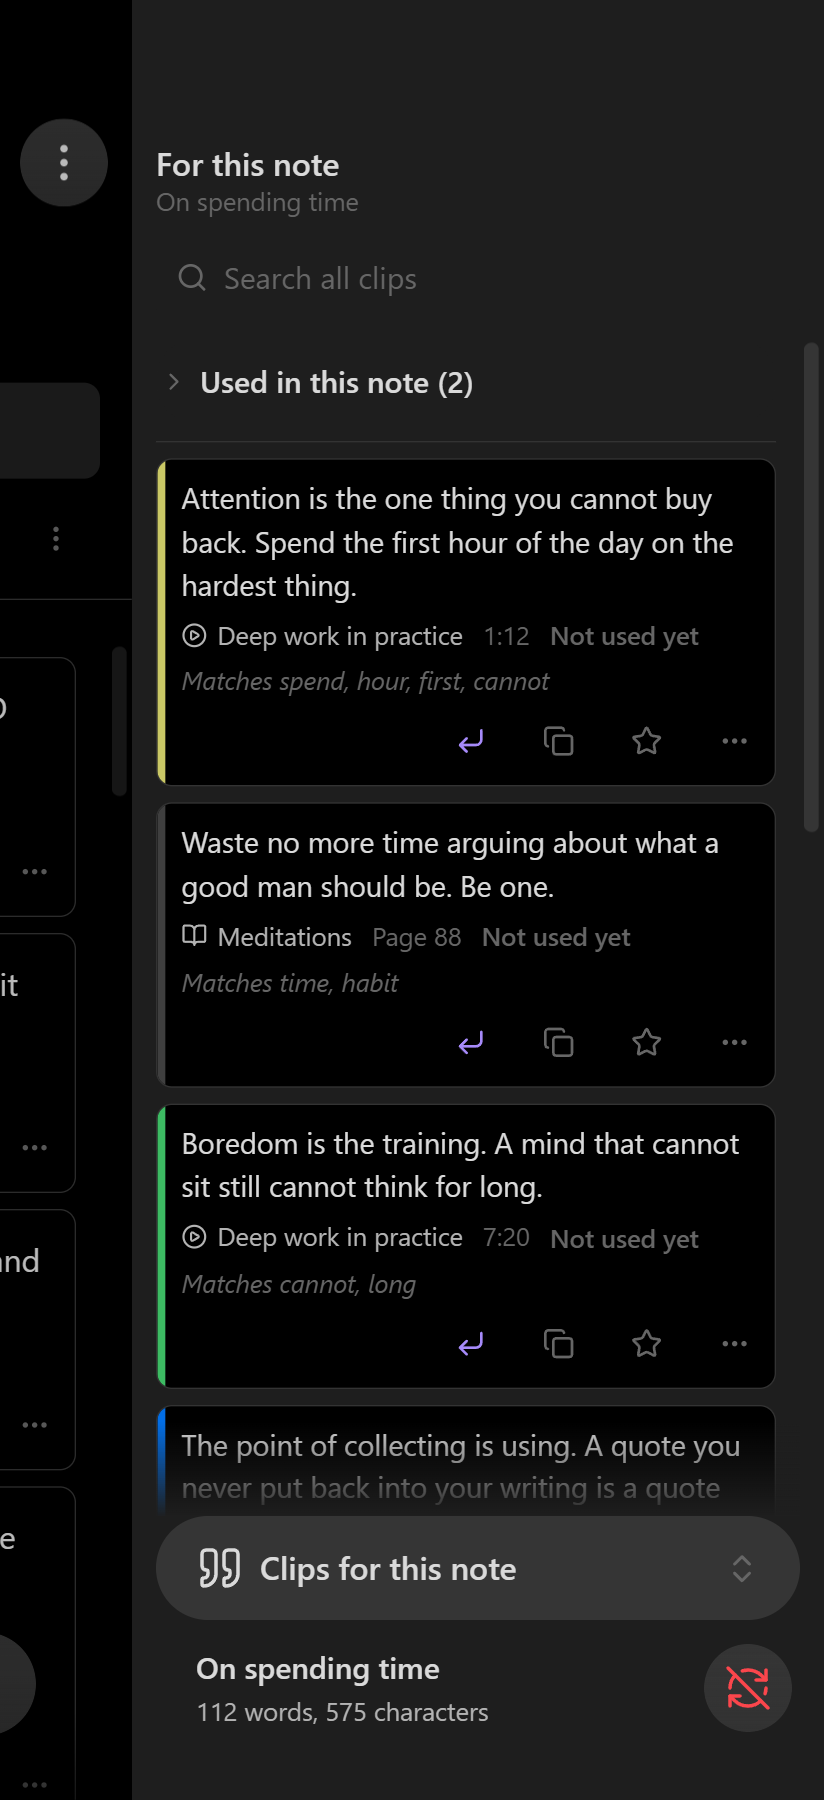 For this note
On spending time
Search all clips
Used in this note (2)
Attention is the one thing you cannot buy
back. Spend the first hour of the day on the
hardest thing.
Deep work in practice 1:12 Not used yet
Matches spend, hour, first, cannot
Waste no more time arguing about what a
good man should be. Be one.
Meditations Page 88 Not used yet
Matches time, habit
Boredom is the training. A mind that cannot
sit still cannot think for long.
Deep work in practice 7:20 Not used yet
Matches cannot, long
The point of collecting is using. A quote you
never put back into your writing is a quote
Clips for this note
On spending time
112 words, 575 characters
it